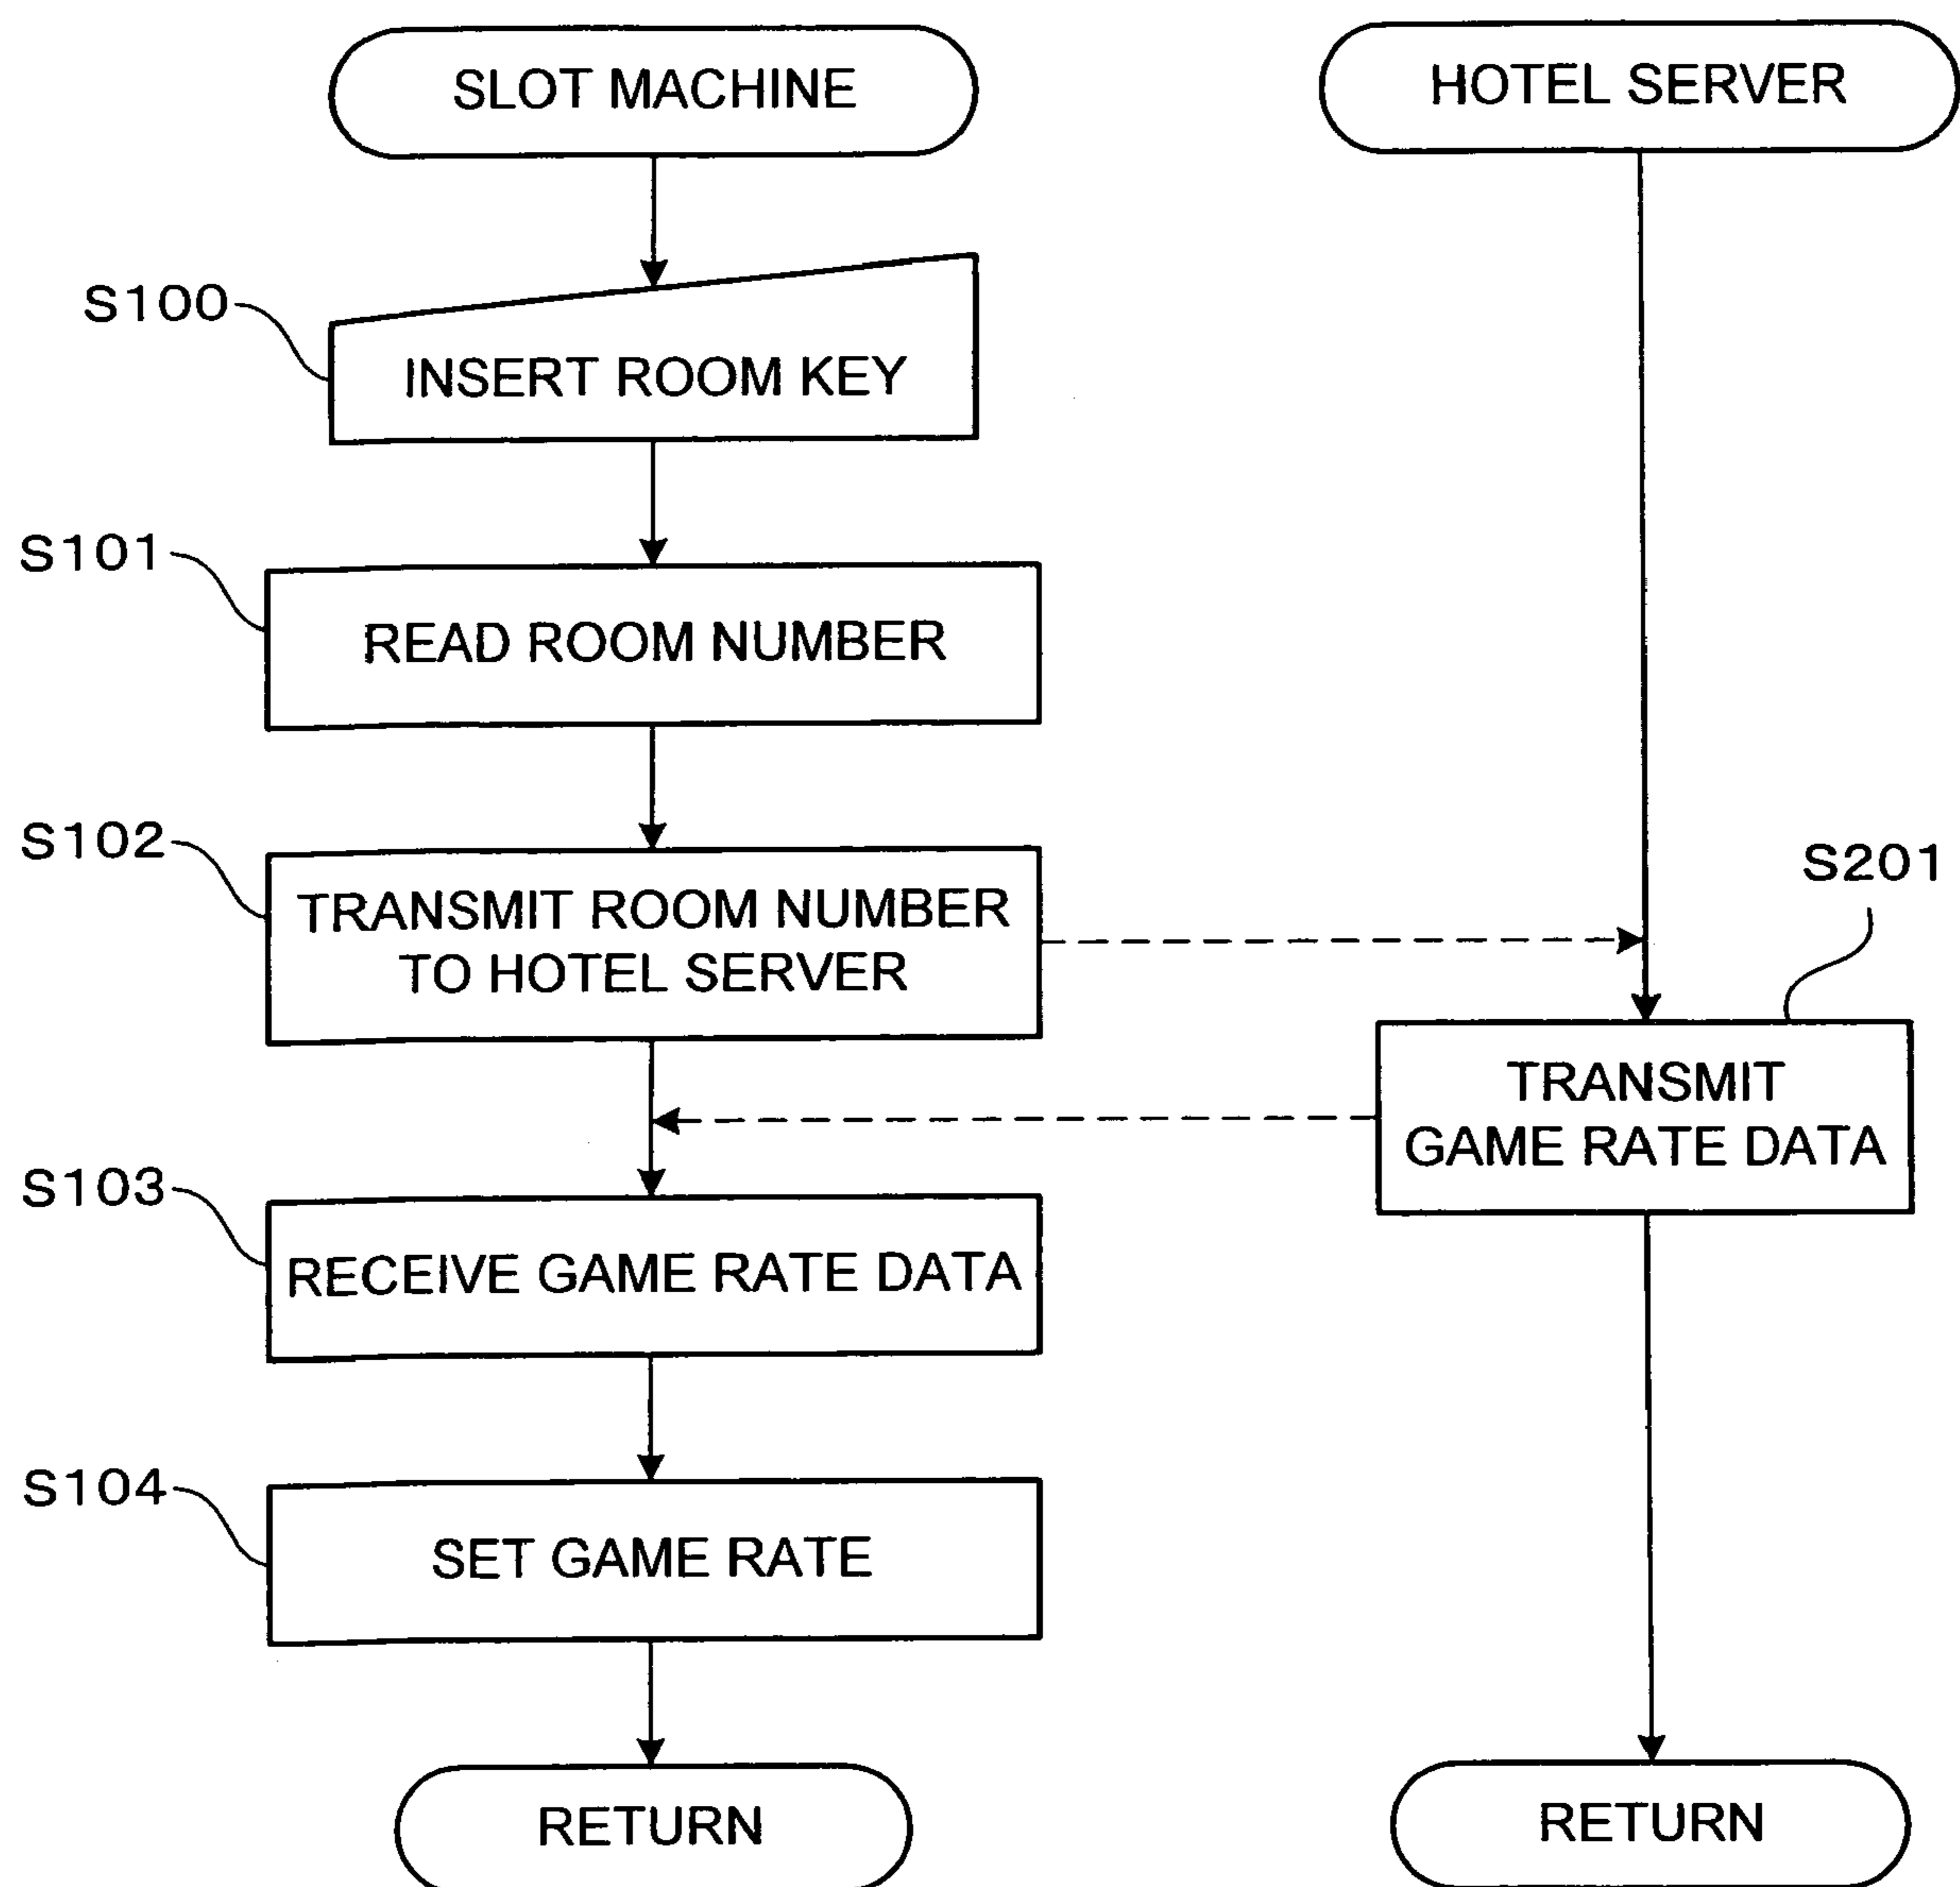 SLOT MACHINE
HOTEL SERVER
S100
INSERT ROOM KEY
S101
READ ROOM NUMBER
S102
TRANSMIT ROOM NUMBER
TO HOTEL SERVER
S201
TRANSMIT
GAME RATE DATA
S103
RECEIVE GAME RATE DATA
S104
SET GAME RATE
RETURN
RETURN